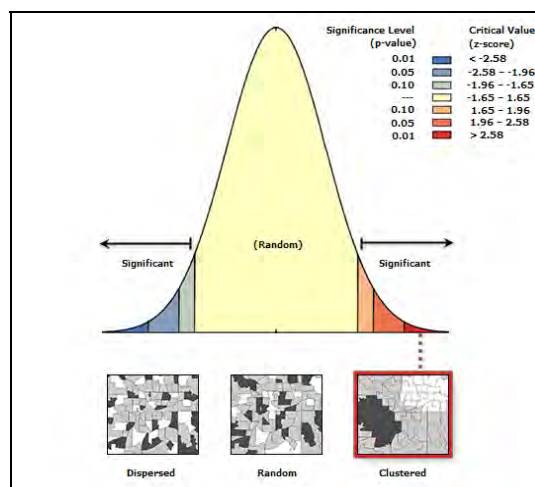 Significance Level Critical Value
(p-value) (z-score)
0.01 < -2.58
0.05 -2.58 – -1.96
0.10 -1.96 – -1.65
--- -1.65 – 1.65
0.10 1.65 – 1.96
0.05 1.96 – 2.58
0.01 > 2.58
Significant (Random) Significant
Dispersed Random Clustered